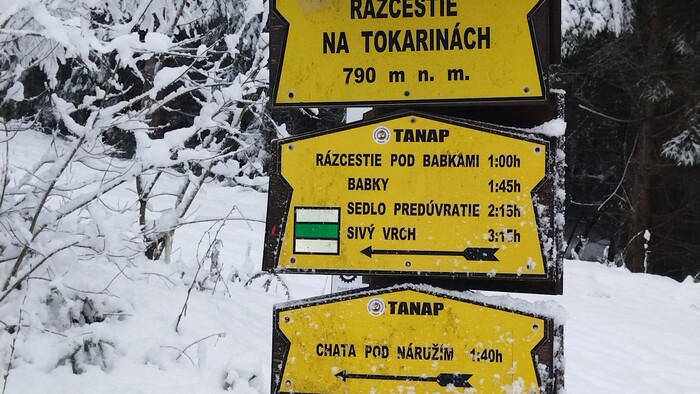 RÁZCESTIE
NA TOKARINÁCH
790 m n. m.
TANAP
RÁZCESTIE POD BABKAMI 1:00h
BABKY 1:45h
SEDLO PREDÚVRATIE 2:15h
SIVÝ VRCH 3:15h
TANAP
CHATA POD NÁRUŽÍM 1:40h